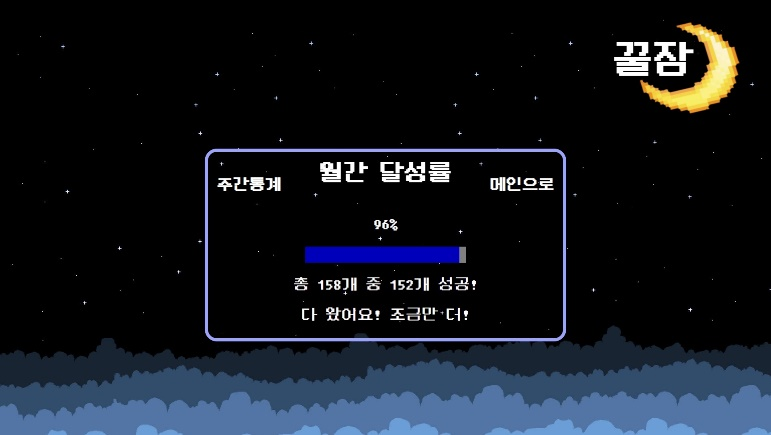 꿀잠
월간 달성률
주간통계
메인으로
96%
총 158개 중 152개 성공!
다 왔어요! 조금만 더!